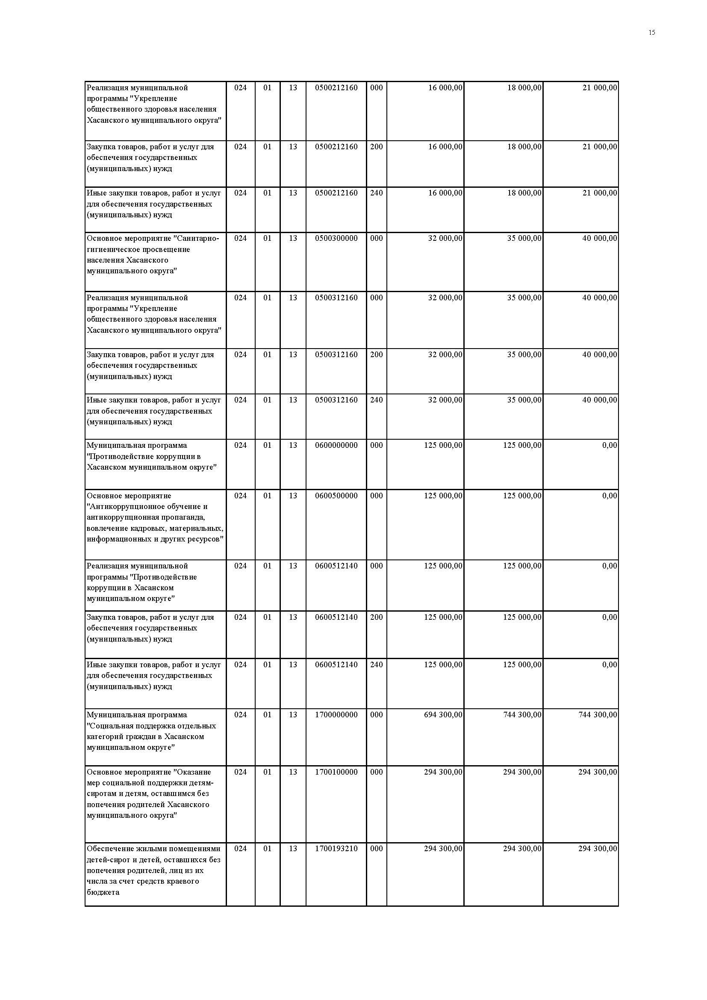 15
Реализация муниципальной 024 01 13 0500212160 000 16 000,00 18 000,00 21 000,00
программы "Укрепление
общественного здоровья населения
Хасанского муниципального округа"
Закупка товаров, работ и услуг для 024 01 13 0500212160 200 16 000,00 18 000,00 21 000,00
обеспечения государственных
(муниципальных) нужд
Иные закупки товаров, работ и услуг 024 01 13 0500212160 240 16 000,00 18 000,00 21 000,00
для обеспечения государственных
(муниципальных) нужд
Основное мероприятие "Санитарно- 024 01 13 0500300000 000 32 000,00 35 000,00 40 000,00
гигиеническое просвещение
населения Хасанского
муниципального округа"
Реализация муниципальной 024 01 13 0500312160 000 32 000,00 35 000,00 40 000,00
программы "Укрепление
общественного здоровья населения
Хасанского муниципального округа"
Закупка товаров, работ и услуг для 024 01 13 0500312160 200 32 000,00 35 000,00 40 000,00
обеспечения государственных
(муниципальных) нужд
Иные закупки товаров, работ и услуг 024 01 13 0500312160 240 32 000,00 35 000,00 40 000,00
для обеспечения государственных
(муниципальных) нужд
Муниципальная программа 024 01 13 0600000000 000 125 000,00 125 000,00 0,00
"Противодействие коррупции в
Хасанском муниципальном округе"
Основное мероприятие 024 01 13 0600500000 000 125 000,00 125 000,00 0,00
"Антикоррупционное обучение и
антикоррупционная пропаганда,
вовлечение кадровых, материальных,
информационных и других ресурсов"
Реализация муниципальной 024 01 13 0600512140 000 125 000,00 125 000,00 0,00
программы "Противодействие
коррупции в Хасанском
муниципальном округе"
Закупка товаров, работ и услуг для 024 01 13 0600512140 200 125 000,00 125 000,00 0,00
обеспечения государственных
(муниципальных) нужд
Иные закупки товаров, работ и услуг 024 01 13 0600512140 240 125 000,00 125 000,00 0,00
для обеспечения государственных
(муниципальных) нужд
Муниципальная программа 024 01 13 1700000000 000 694 300,00 744 300,00 744 300,00
"Социальная поддержка отдельных
категорий граждан в Хасанском
муниципальном округе"
Основное мероприятие "Оказание 024 01 13 1700100000 000 294 300,00 294 300,00 294 300,00
мер социальной поддержки детям-
сиротам и детям, оставшимся без
попечения родителей Хасанского
муниципального округа"
Обеспечение жилыми помещениями 024 01 13 1700193210 000 294 300,00 294 300,00 294 300,00
детей-сирот и детей, оставшихся без
попечения родителей, лиц из их
числа за счет средств краевого
бюджета